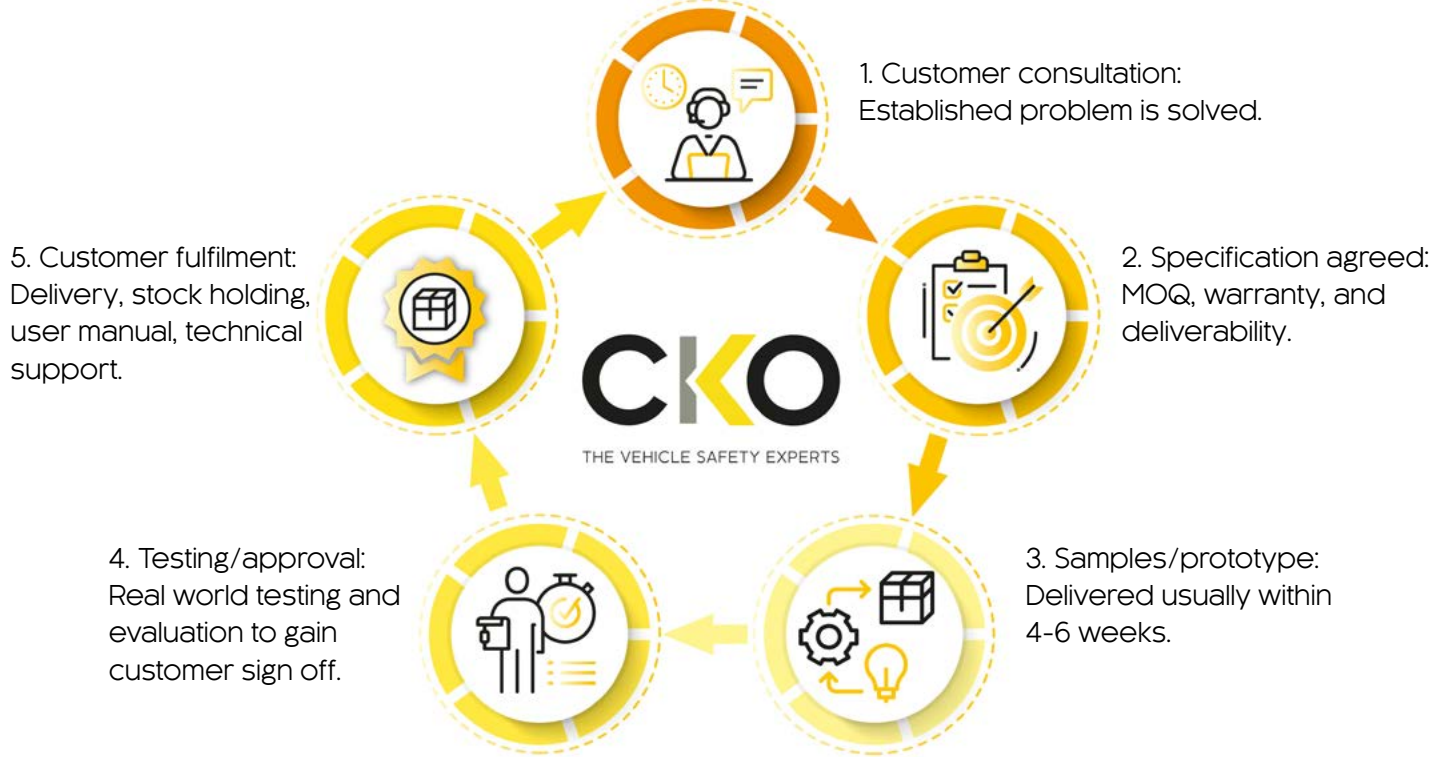 1. Customer consultation:
Established problem is solved.
2. Specification agreed:
MOQ, warranty, and
deliverability.
3. Samples/prototype:
Delivered usually within
4-6 weeks.
4. Testing/approval:
Real world testing and
evaluation to gain
customer sign off.
5. Customer fulfilment:
Delivery, stock holding,
user manual, technical
support.
CKO
THE VEHICLE SAFETY EXPERTS